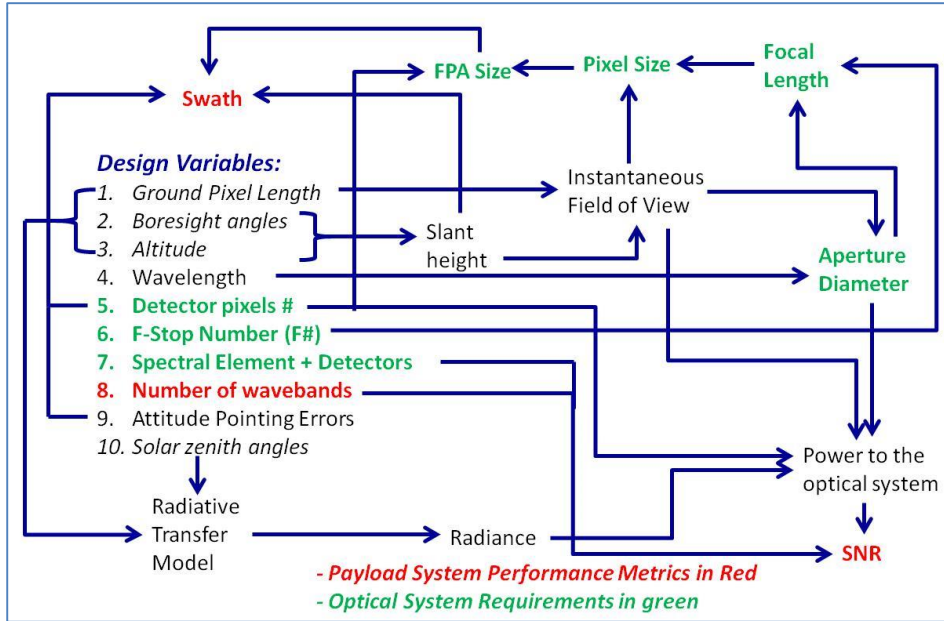 FPA Size
Pixel Size
Focal
Length
Swath
Design Variables:
1. Ground Pixel Length
2. Boresight angles
3. Altitude
4. Wavelength
5. Detector pixels #
6. F-Stop Number (F#)
7. Spectral Element + Detectors
8. Number of wavebands
9. Attitude Pointing Errors
10. Solar zenith angles
Instantaneous
Field of View
Slant
height
Aperture
Diameter
Power to the
optical system
Radiative
Transfer
Model
Radiance
SNR
- Payload System Performance Metrics in Red
- Optical System Requirements in green